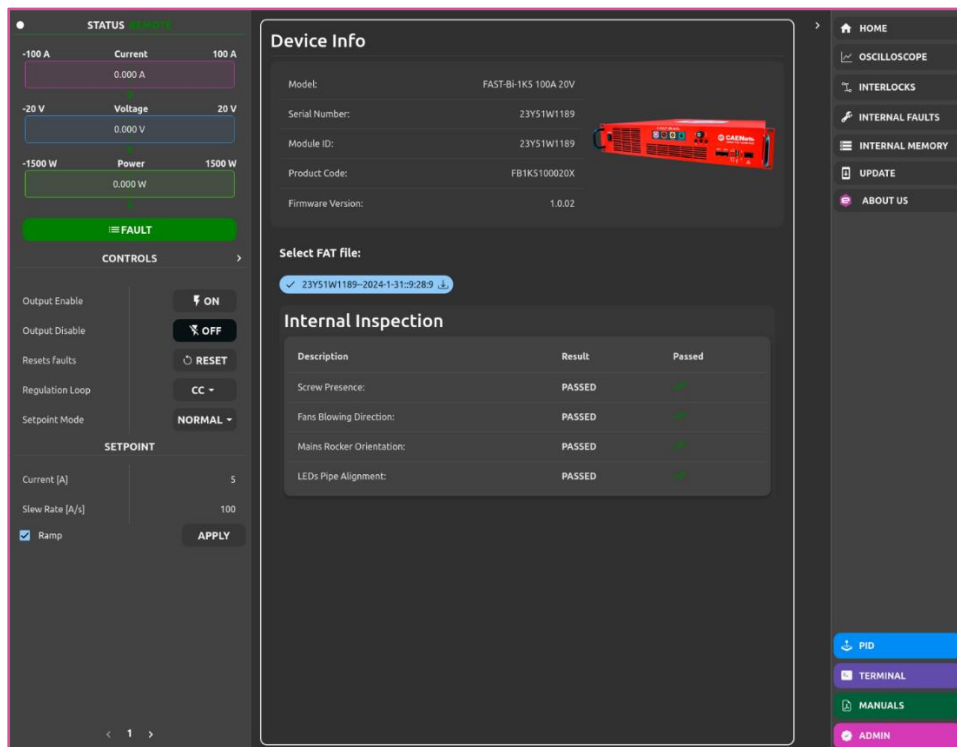 STATUS REMOTE
-100 A Current 100 A
0.000 A
-20 V Voltage 20 V
0.000 V
-1500 W Power 1500 W
0.000 W
FAULT
CONTROLS
Output Enable ON
Output Disable OFF
Resets faults RESET
Regulation Loop CC
Setpoint Mode NORMAL
SETPOINT
Current [A] 5
Slew Rate [A/s] 100
Ramp APPLY
< 1 >
Device Info
Model: FAST-Bi-1K5 100A 20V
Serial Number: 23Y51W1189
Module ID: 23Y51W1189
Product Code: FB1K5100020X
Firmware Version: 1.0.02
CAENels
Select FAT file:
23Y51W1189--2024-1-31::9:28:9
Internal Inspection
Description Result Passed
Screw Presence: PASSED
Fans Blowing Direction: PASSED
Mains Rocker Orientation: PASSED
LEDs Pipe Alignment: PASSED
HOME
OSCILLOSCOPE
INTERLOCKS
INTERNAL FAULTS
INTERNAL MEMORY
UPDATE
ABOUT US
PID
TERMINAL
MANUALS
ADMIN